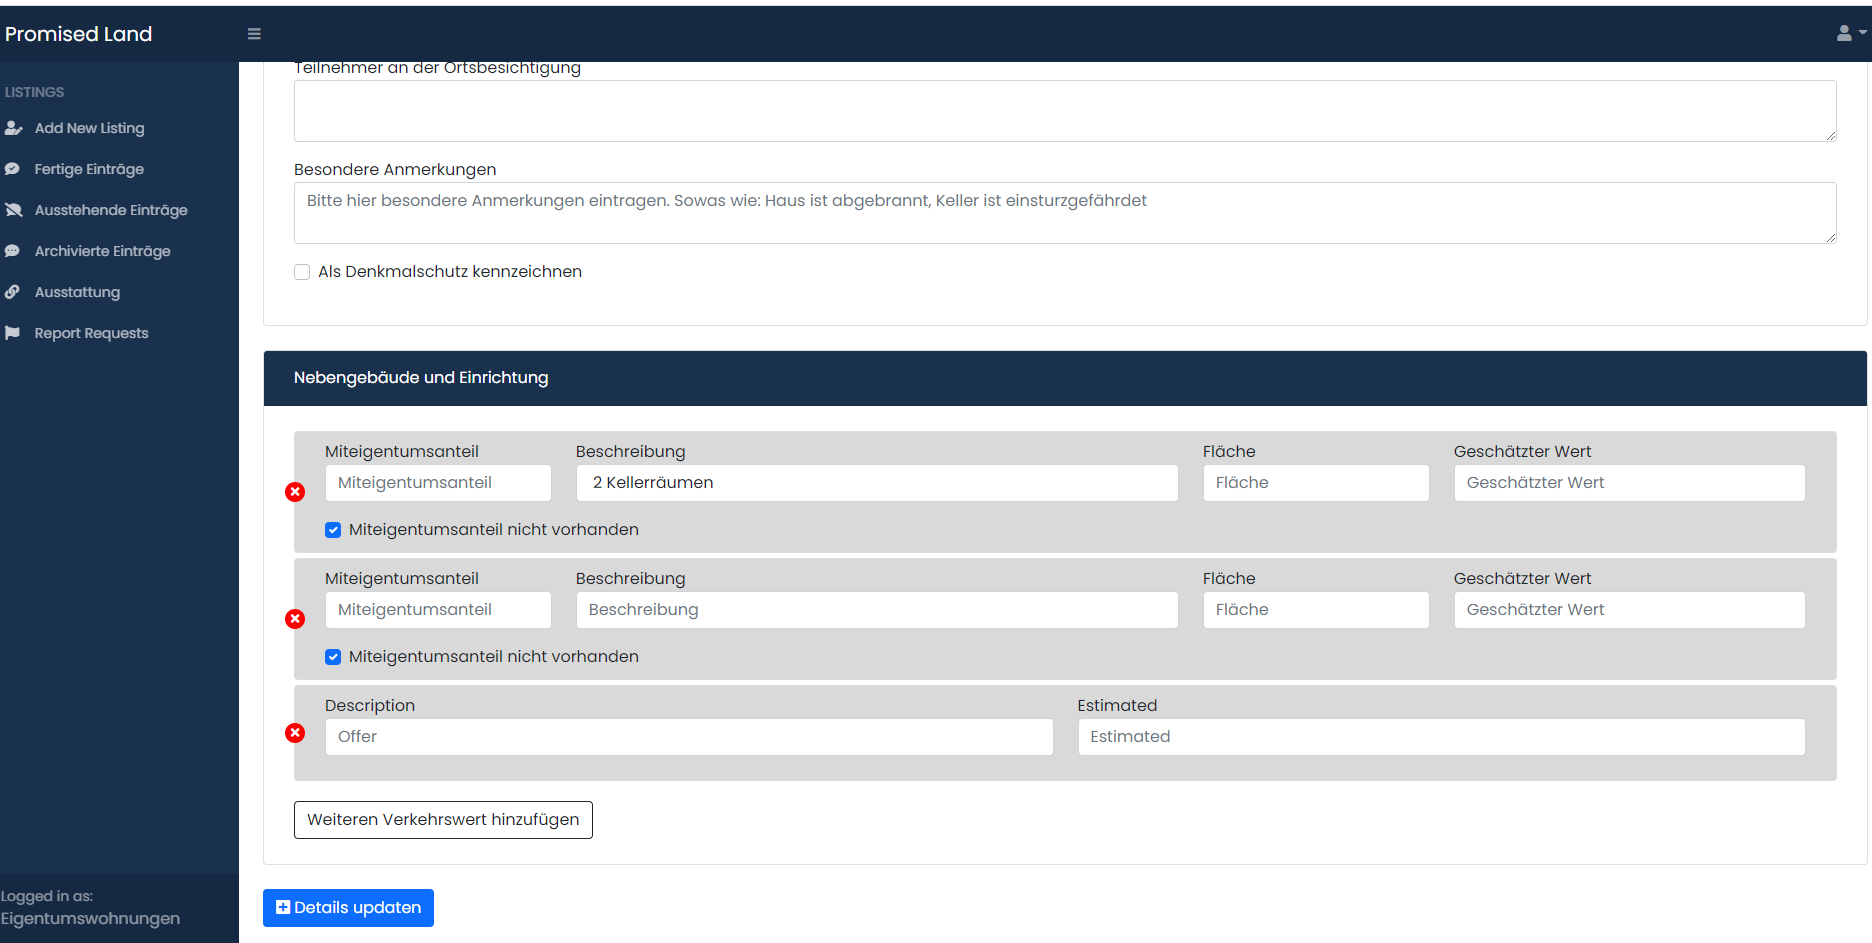 Promised Land
LISTINGS
Add New Listing
Fertige Einträge
Ausstehende Einträge
Archivierte Einträge
Ausstattung
Report Requests
Logged in as:
Eigentumswohnungen
Teilnehmer an der Ortsbesichtigung
Besondere Anmerkungen
Bitte hier besondere Anmerkungen eintragen. Sowas wie: Haus ist abgebrannt, Keller ist einsturzgefährdet
Als Denkmalschutz kennzeichnen
Nebengebäude und Einrichtung
Miteigentumsanteil Beschreibung Fläche Geschätzter Wert
Miteigentumsanteil 2 Kellerräumen Fläche Geschätzter Wert
Miteigentumsanteil nicht vorhanden
Miteigentumsanteil Beschreibung Fläche Geschätzter Wert
Miteigentumsanteil Beschreibung Fläche Geschätzter Wert
Miteigentumsanteil nicht vorhanden
Description Estimated
Offer Estimated
Weiteren Verkehrswert hinzufügen
Details updaten